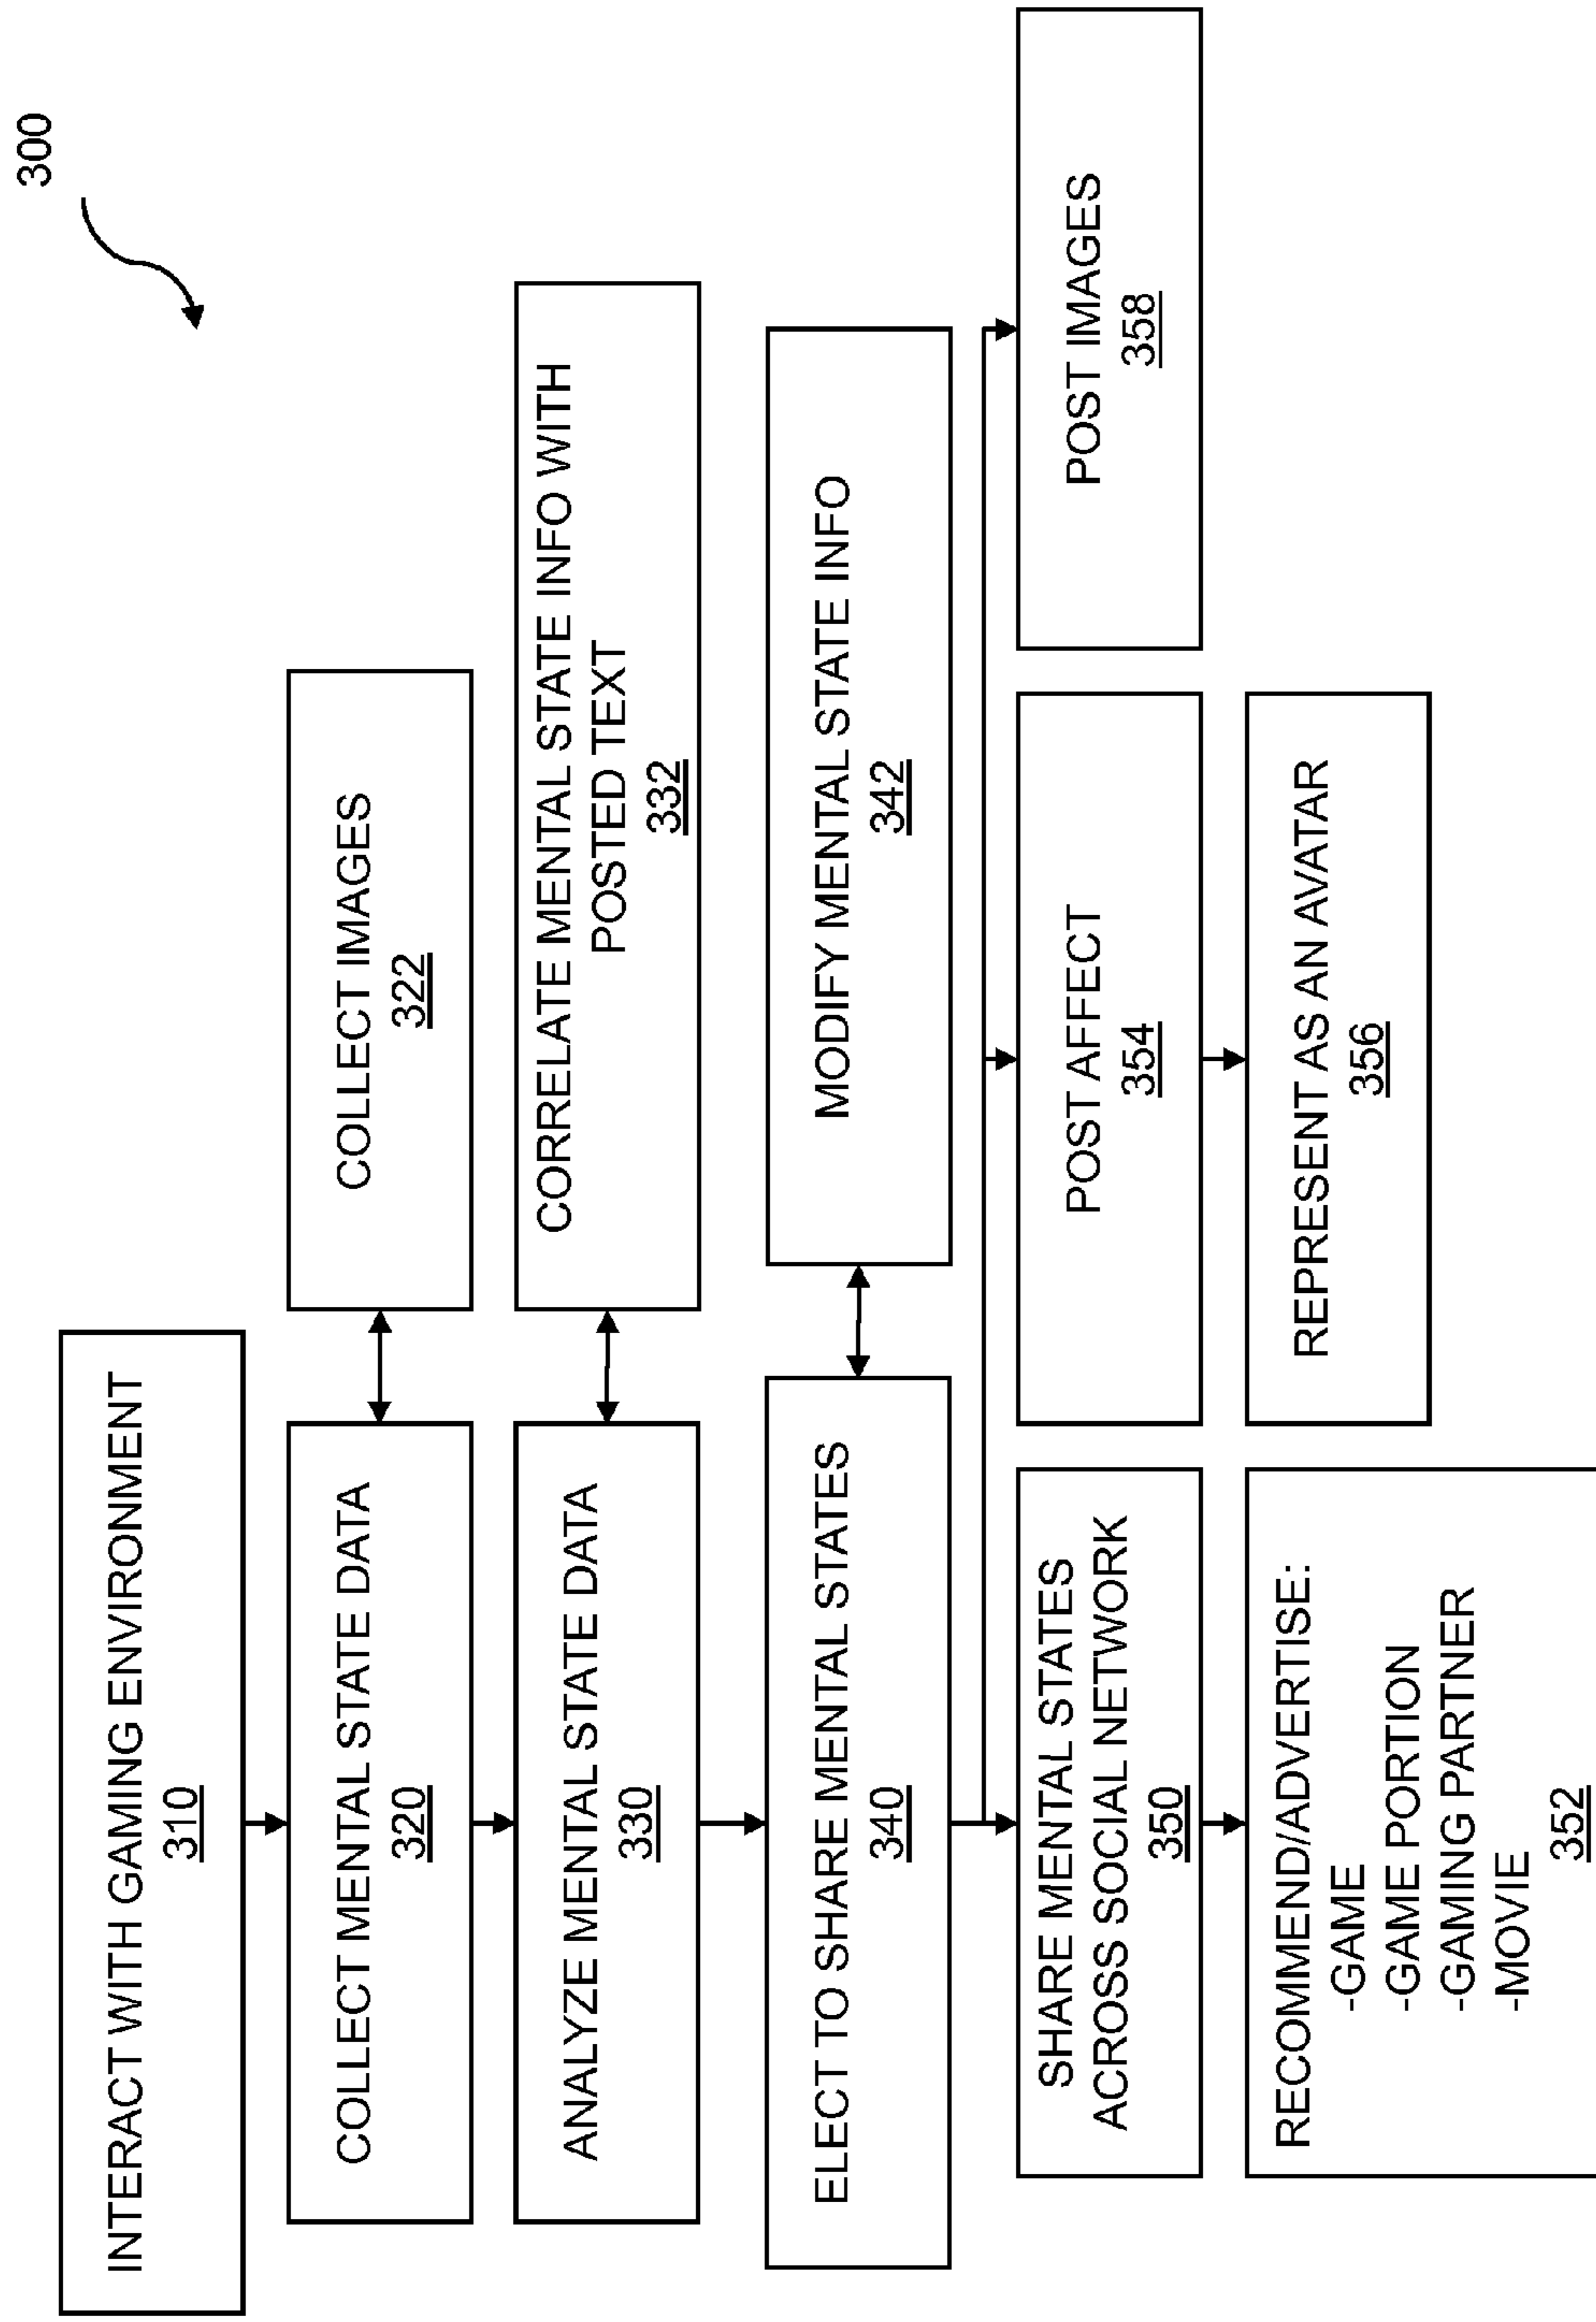 300
INTERACT WITH GAMING ENVIRONMENT
310
COLLECT MENTAL STATE DATA
320
COLLECT IMAGES
322
ANALYZE MENTAL STATE DATA
330
CORRELATE MENTAL STATE INFO WITH
POSTED TEXT
332
ELECT TO SHARE MENTAL STATES
340
MODIFY MENTAL STATE INFO
342
SHARE MENTAL STATES
ACROSS SOCIAL NETWORK
350
POST AFFECT
354
POST IMAGES
358
RECOMMEND/ADVERTISE:
-GAME
-GAME PORTION
-GAMING PARTNER
-MOVIE
352
REPRESENT AS AN AVATAR
356